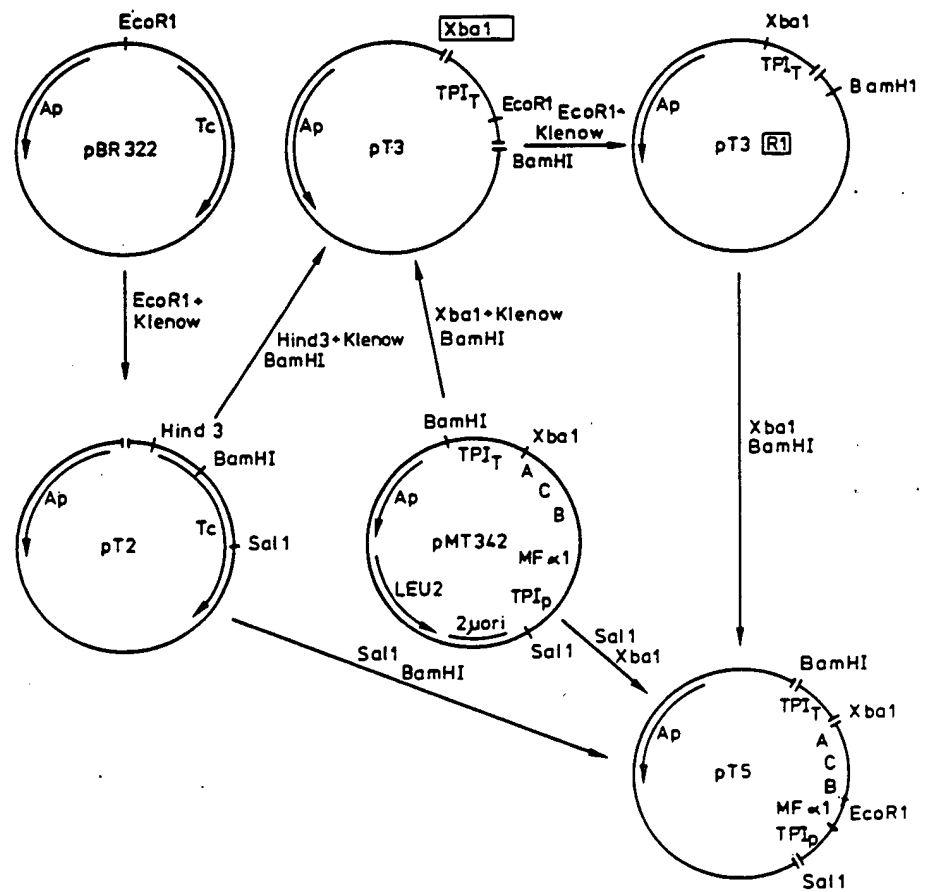 EcoR1
Ap
Tc
pBR 322
Xba1
TPIT
Ap
EcoR1
pT3
BamHI
EcoR1+
Klenow
Xba1
TPIT
BamH1
Ap
pT3 R1
EcoR1+
Klenow
Hind3+Klenow
BamHI
Xba1+Klenow
BamHI
Xba1
BamHI
Hind 3
BamHI
Ap
Tc
pT2
Sal1
BamHI
Xba1
TPIT
A
C
B
Ap
pMT342
MFα1
LEU2
TPIp
2μori
Sal1
Sal1
Xba1
Sal1
BamHI
BamHI
TPIT
Xba1
Ap
A
C
B
pT5
MFα1
EcoR1
TPIp
Sal1